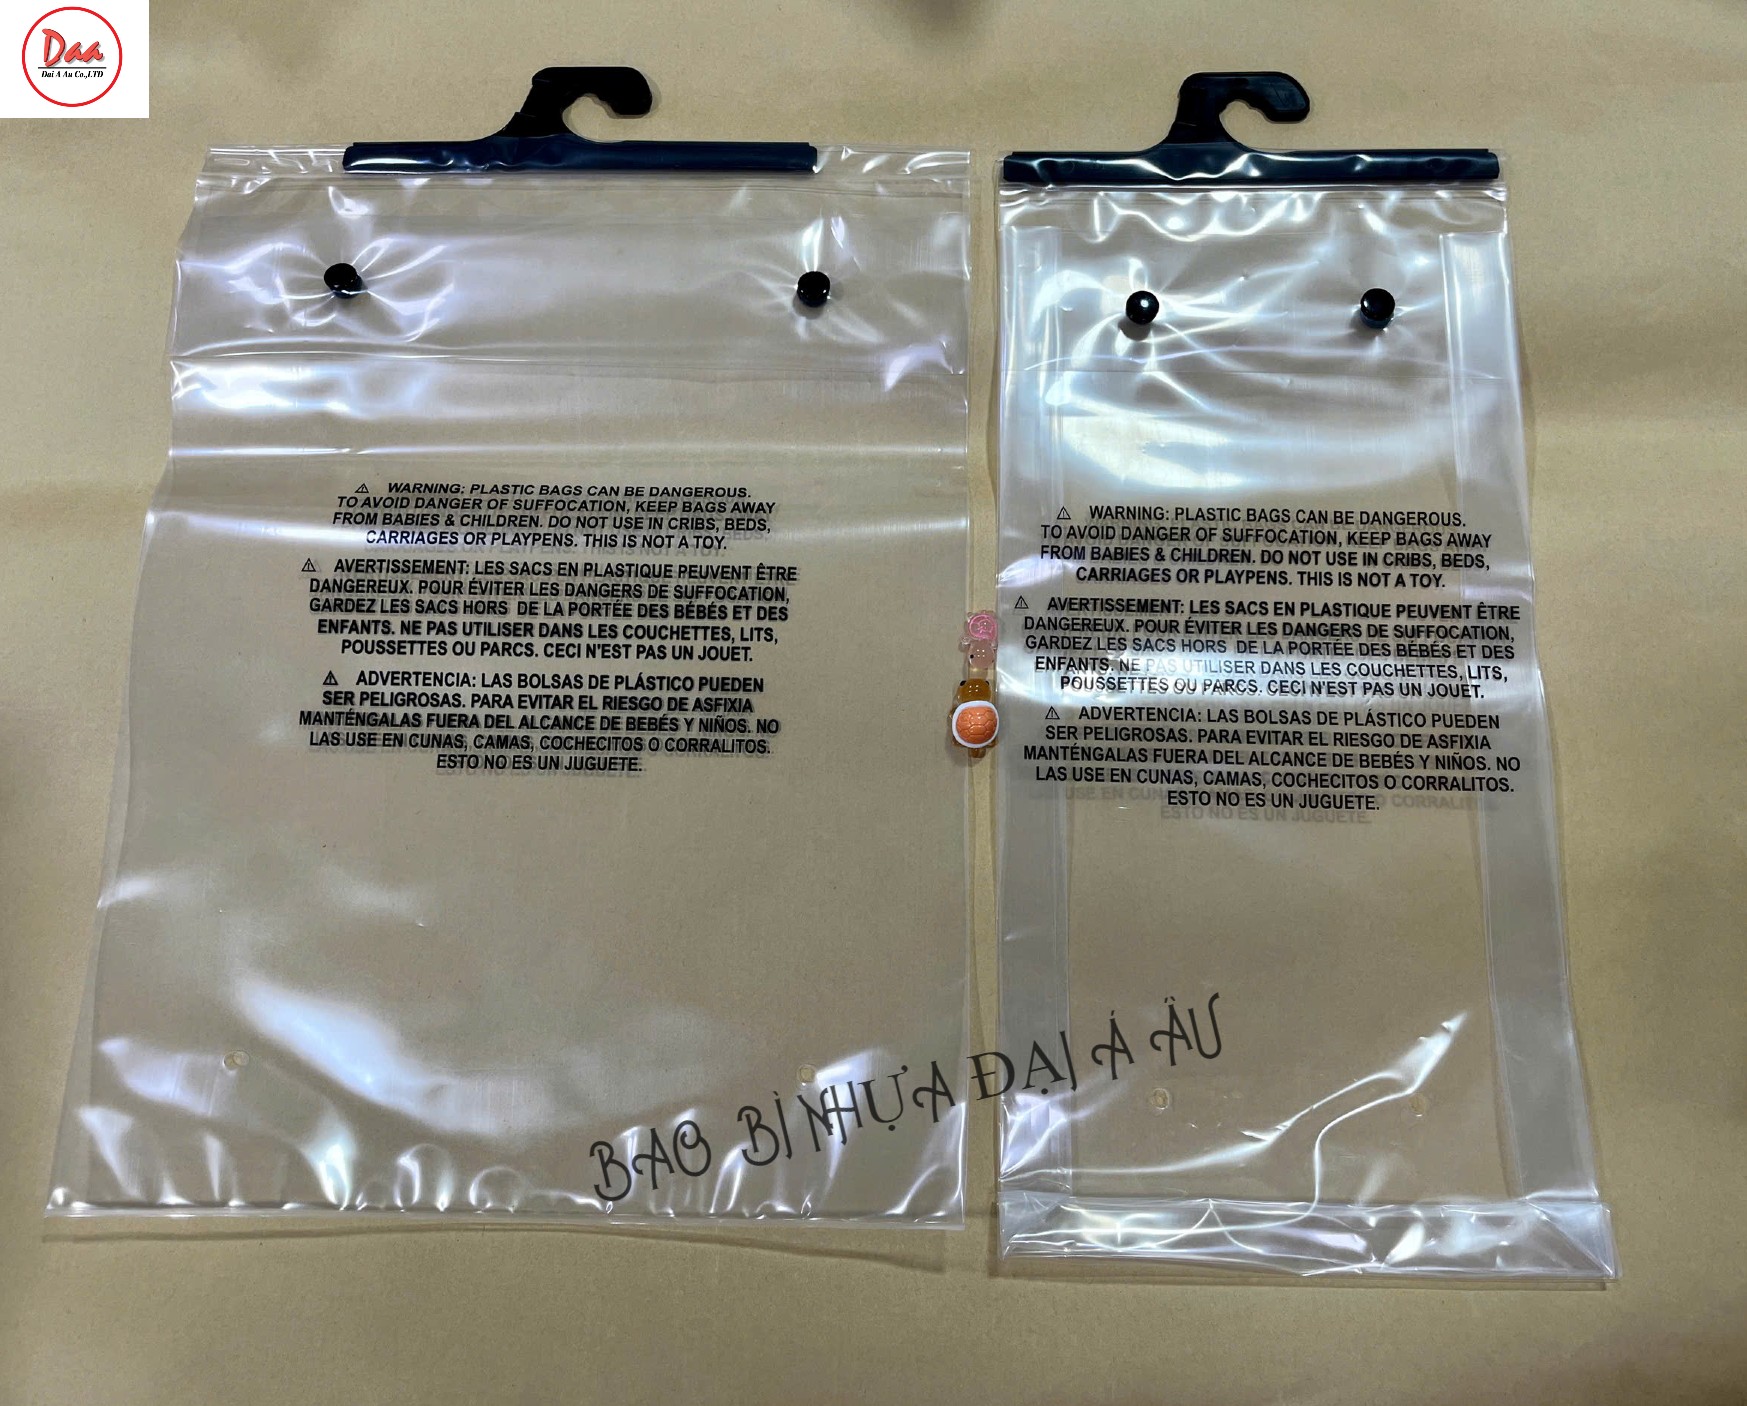 Daa
Dai A Au Co.,LTD
⚠ WARNING: PLASTIC BAGS CAN BE DANGEROUS.
TO AVOID DANGER OF SUFFOCATION, KEEP BAGS AWAY
FROM BABIES & CHILDREN. DO NOT USE IN CRIBS, BEDS,
CARRIAGES OR PLAYPENS. THIS IS NOT A TOY.
⚠ AVERTISSEMENT: LES SACS EN PLASTIQUE PEUVENT ÊTRE
DANGEREUX. POUR ÉVITER LES DANGERS DE SUFFOCATION,
GARDEZ LES SACS HORS DE LA PORTÉE DES BÉBÉS ET DES
ENFANTS. NE PAS UTILISER DANS LES COUCHETTES, LITS,
POUSSETTES OU PARCS. CECI N'EST PAS UN JOUET.
⚠ ADVERTENCIA: LAS BOLSAS DE PLÁSTICO PUEDEN
SER PELIGROSAS. PARA EVITAR EL RIESGO DE ASFIXIA
MANTÉNGALAS FUERA DEL ALCANCE DE BEBÉS Y NIÑOS. NO
LAS USE EN CUNAS, CAMAS, COCHECITOS O CORRALITOS.
ESTO NO ES UN JUGUETE.
⚠ WARNING: PLASTIC BAGS CAN BE DANGEROUS.
TO AVOID DANGER OF SUFFOCATION, KEEP BAGS AWAY
FROM BABIES & CHILDREN. DO NOT USE IN CRIBS, BEDS,
CARRIAGES OR PLAYPENS. THIS IS NOT A TOY.
⚠ AVERTISSEMENT: LES SACS EN PLASTIQUE PEUVENT ÊTRE
DANGEREUX. POUR ÉVITER LES DANGERS DE SUFFOCATION,
GARDEZ LES SACS HORS DE LA PORTÉE DES BÉBÉS ET DES
ENFANTS. NE PAS UTILISER DANS LES COUCHETTES, LITS,
POUSSETTES OU PARCS. CECI N'EST PAS UN JOUET.
⚠ ADVERTENCIA: LAS BOLSAS DE PLÁSTICO PUEDEN
SER PELIGROSAS. PARA EVITAR EL RIESGO DE ASFIXIA
MANTÉNGALAS FUERA DEL ALCANCE DE BEBÉS Y NIÑOS. NO
LAS USE EN CUNAS, CAMAS, COCHECITOS O CORRALITOS.
ESTO NO ES UN JUGUETE.
BAO BÌ NHỰA ĐẠI Á ÂU